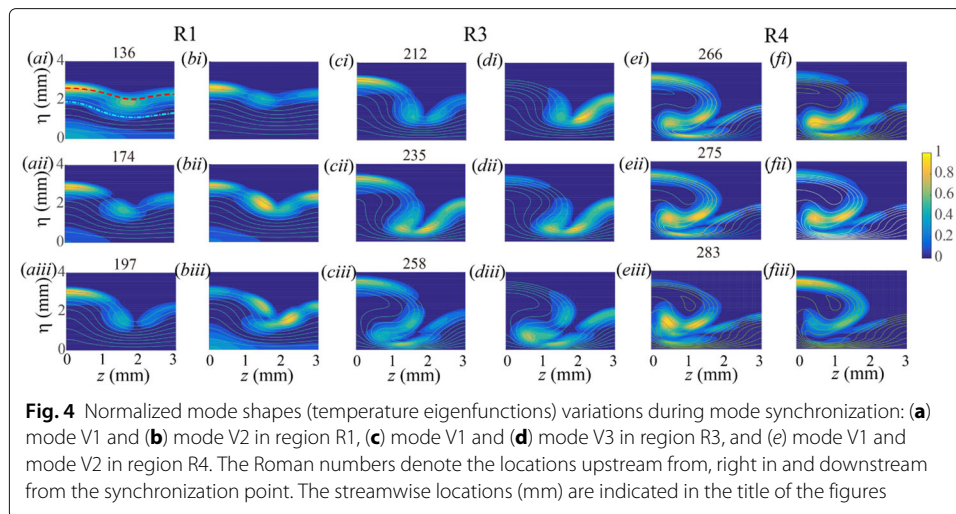 R1 R3 R4
(ai) 136 (bi) (ci) 212 (di) (ei) 266 (fi)
4
η (mm)
2
0
(aii) 174 (bii) (cii) 235 (dii) (eii) 275 (fii)
4
η (mm)
2
0
1
0.8
0.6
0.4
0.2
0
(aiii) 197 (biii) (ciii) 258 (diii) (eiii) 283 (fiii)
4
η (mm)
2
0
0 1 2 3 0 1 2 3 0 1 2 3 0 1 2 3 0 1 2 3 0 1 2 3
z (mm) z (mm) z (mm) z (mm) z (mm) z (mm)
Fig. 4 Normalized mode shapes (temperature eigenfunctions) variations during mode synchronization: (a)
mode V1 and (b) mode V2 in region R1, (c) mode V1 and (d) mode V3 in region R3, and (e) mode V1 and
mode V2 in region R4. The Roman numbers denote the locations upstream from, right in and downstream
from the synchronization point. The streamwise locations (mm) are indicated in the title of the figures